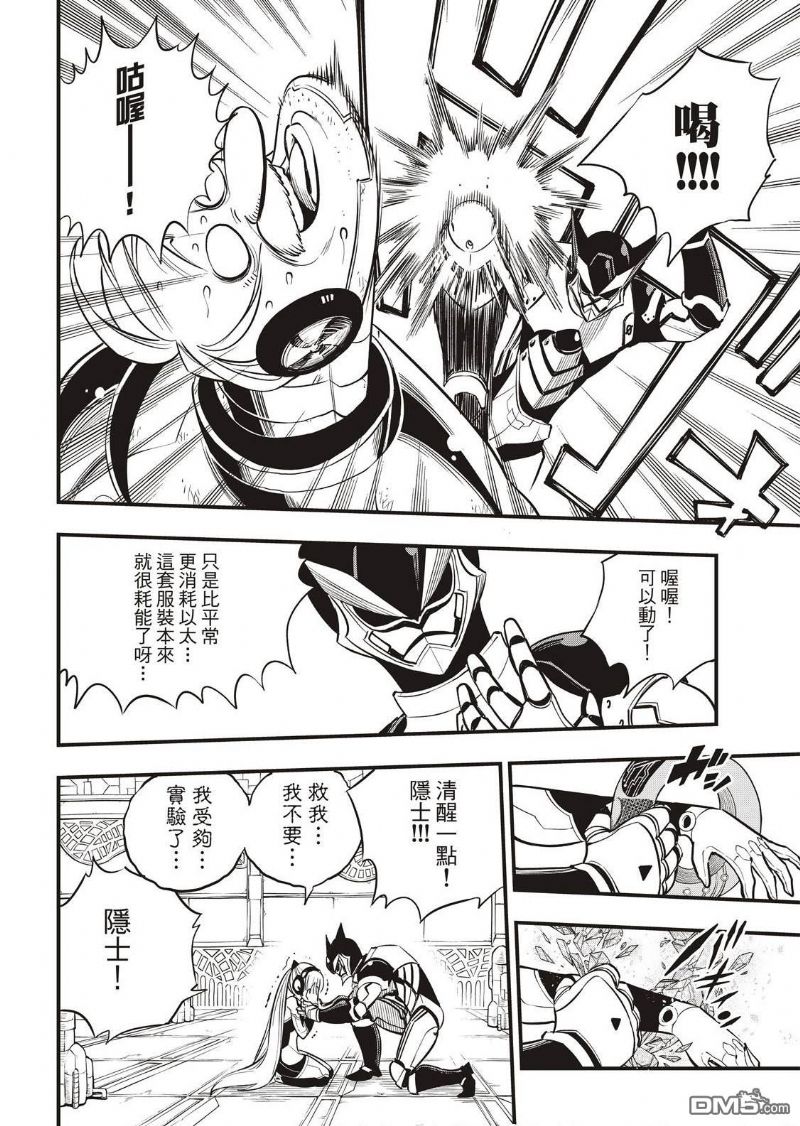 喝!!!!
咕喔—!
喔喔!
可以動了!
只是比平常
更消耗以太…
這套服裝本來
就很耗能了呀…
清醒一點!
隱士!!!
救我…
我不要…
我受夠
實驗了…
隱士!
DM5.com